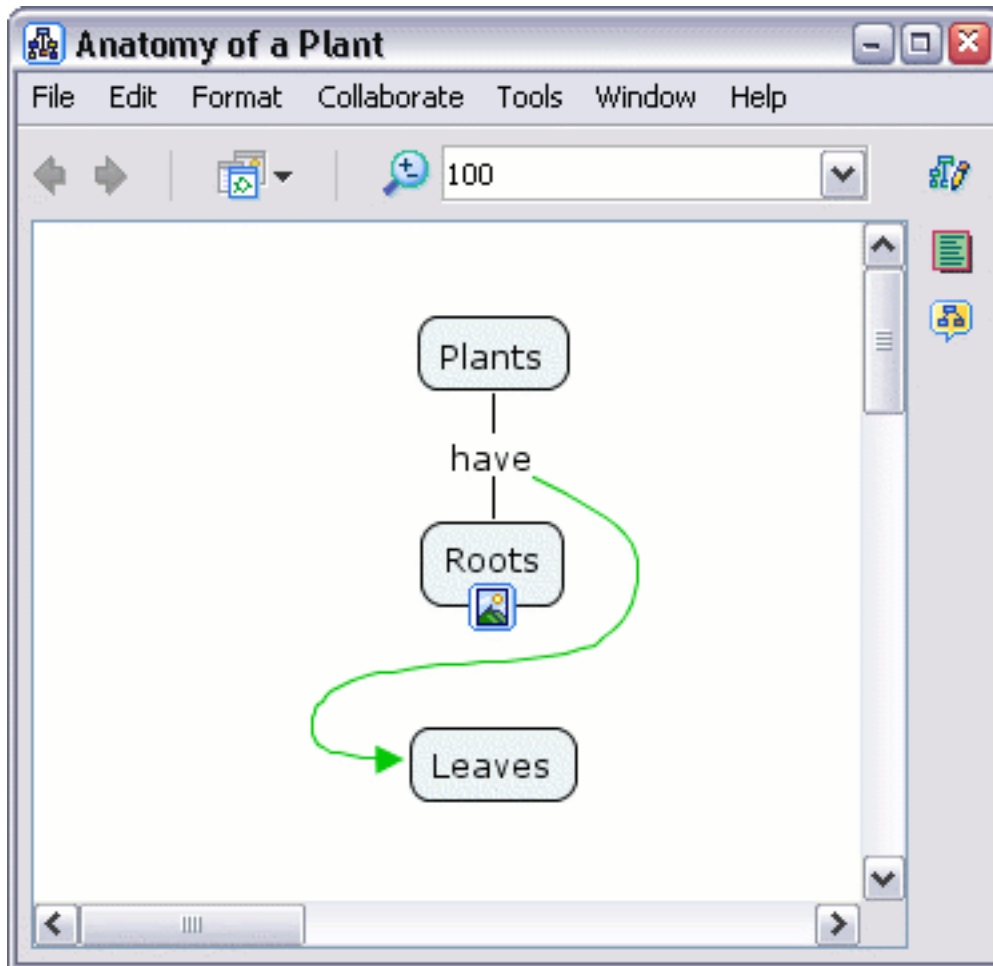 Anatomy of a Plant
File Edit Format Collaborate Tools Window Help
100
Plants
have
Roots
Leaves